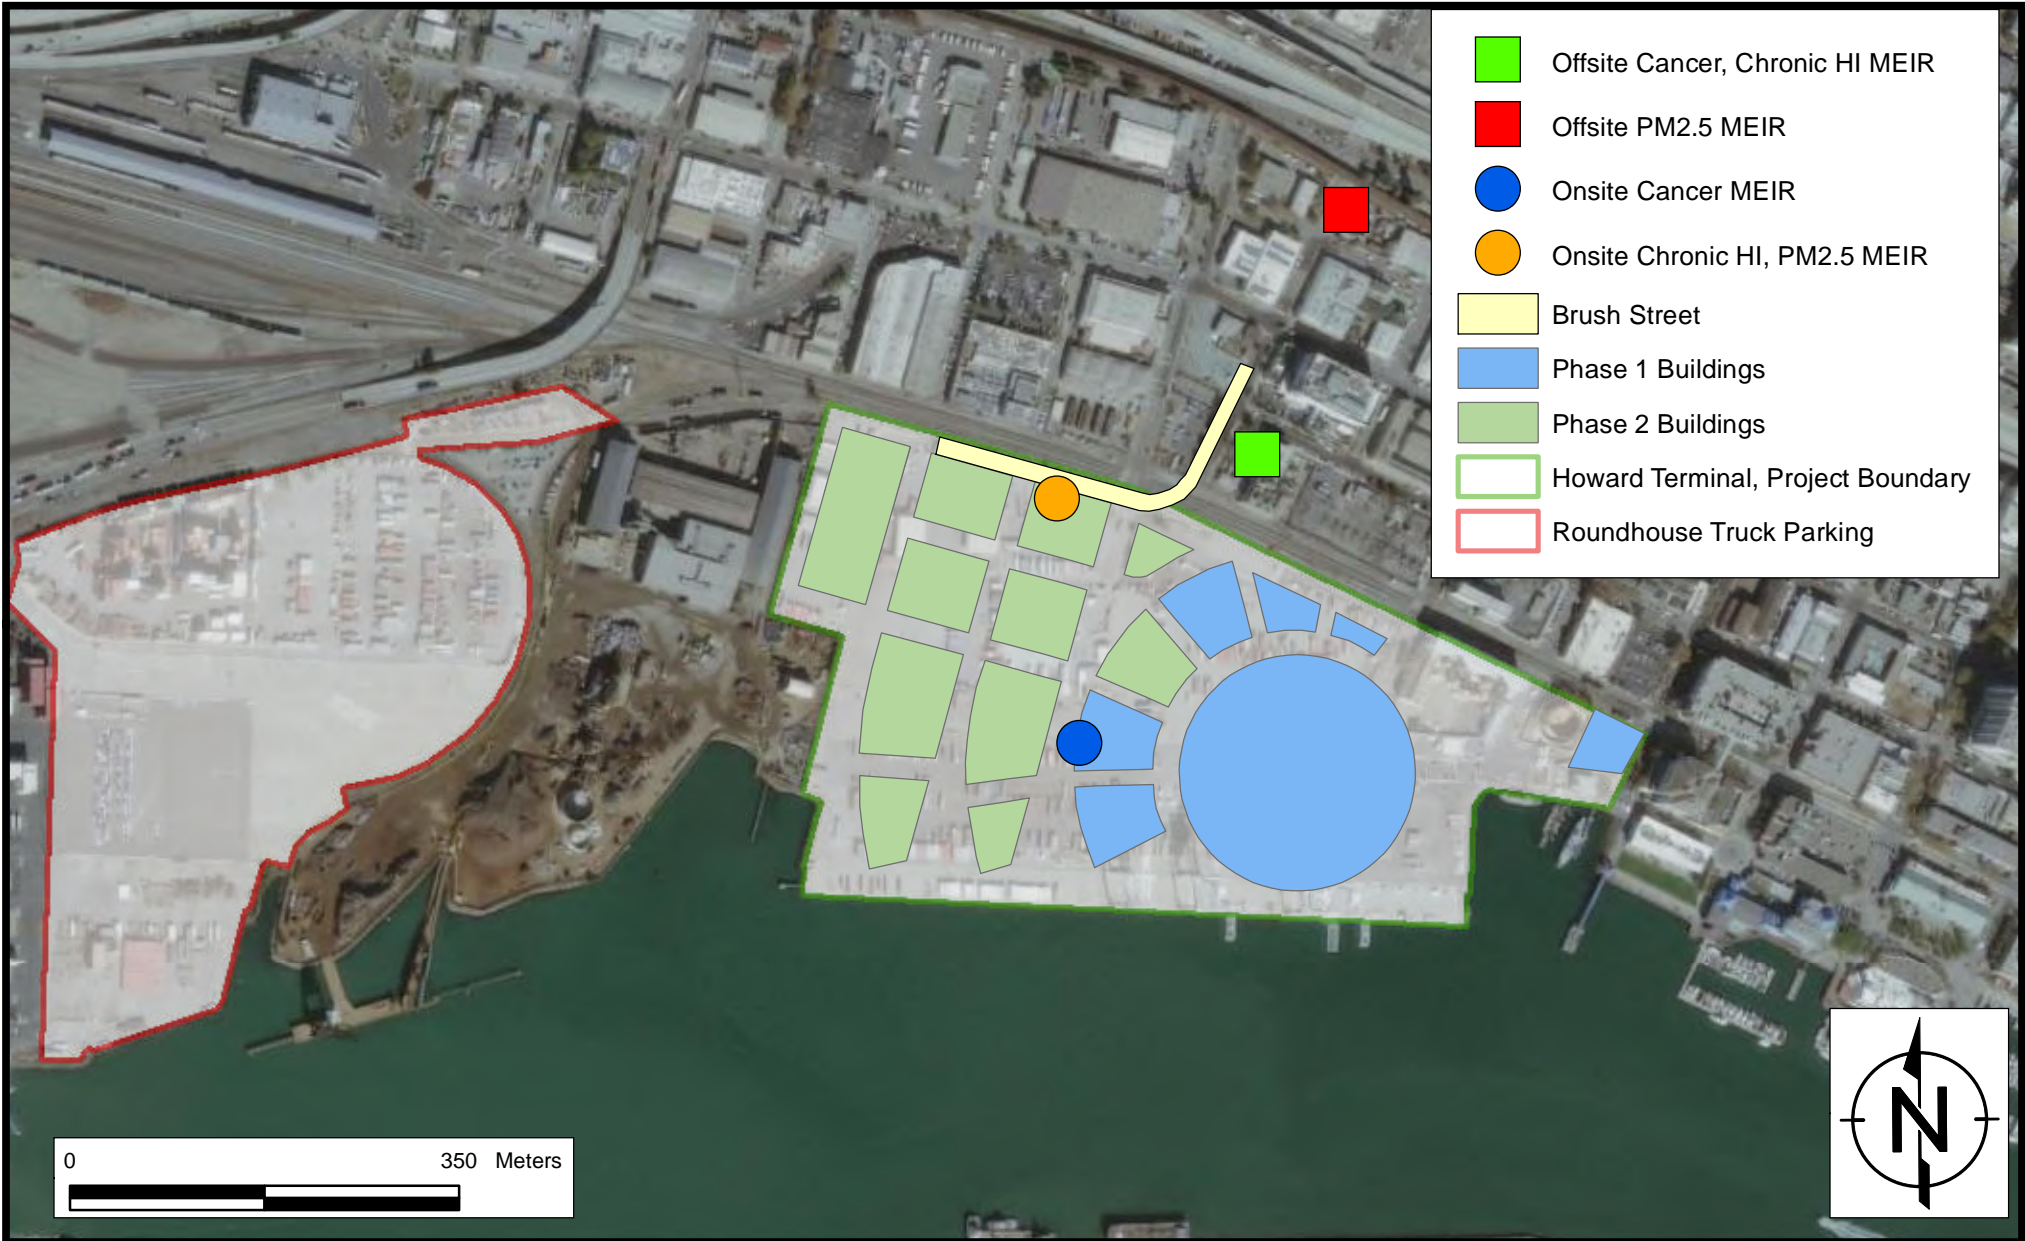 Offsite Cancer, Chronic HI MEIR
Offsite PM2.5 MEIR
Onsite Cancer MEIR
Onsite Chronic HI, PM2.5 MEIR
Brush Street
Phase 1 Buildings
Phase 2 Buildings
Howard Terminal, Project Boundary
Roundhouse Truck Parking
0 350 Meters
N